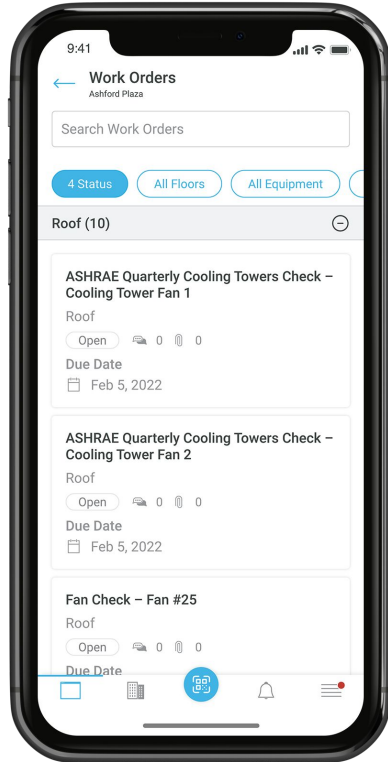 9:41
Work Orders
Ashford Plaza
Search Work Orders
4 Status All Floors All Equipment
Roof (10)
ASHRAE Quarterly Cooling Towers Check –
Cooling Tower Fan 1
Roof
Open 0 0
Due Date
Feb 5, 2022
ASHRAE Quarterly Cooling Towers Check –
Cooling Tower Fan 2
Roof
Open 0 0
Due Date
Feb 5, 2022
Fan Check – Fan #25
Roof
Open 0 0
Due Date